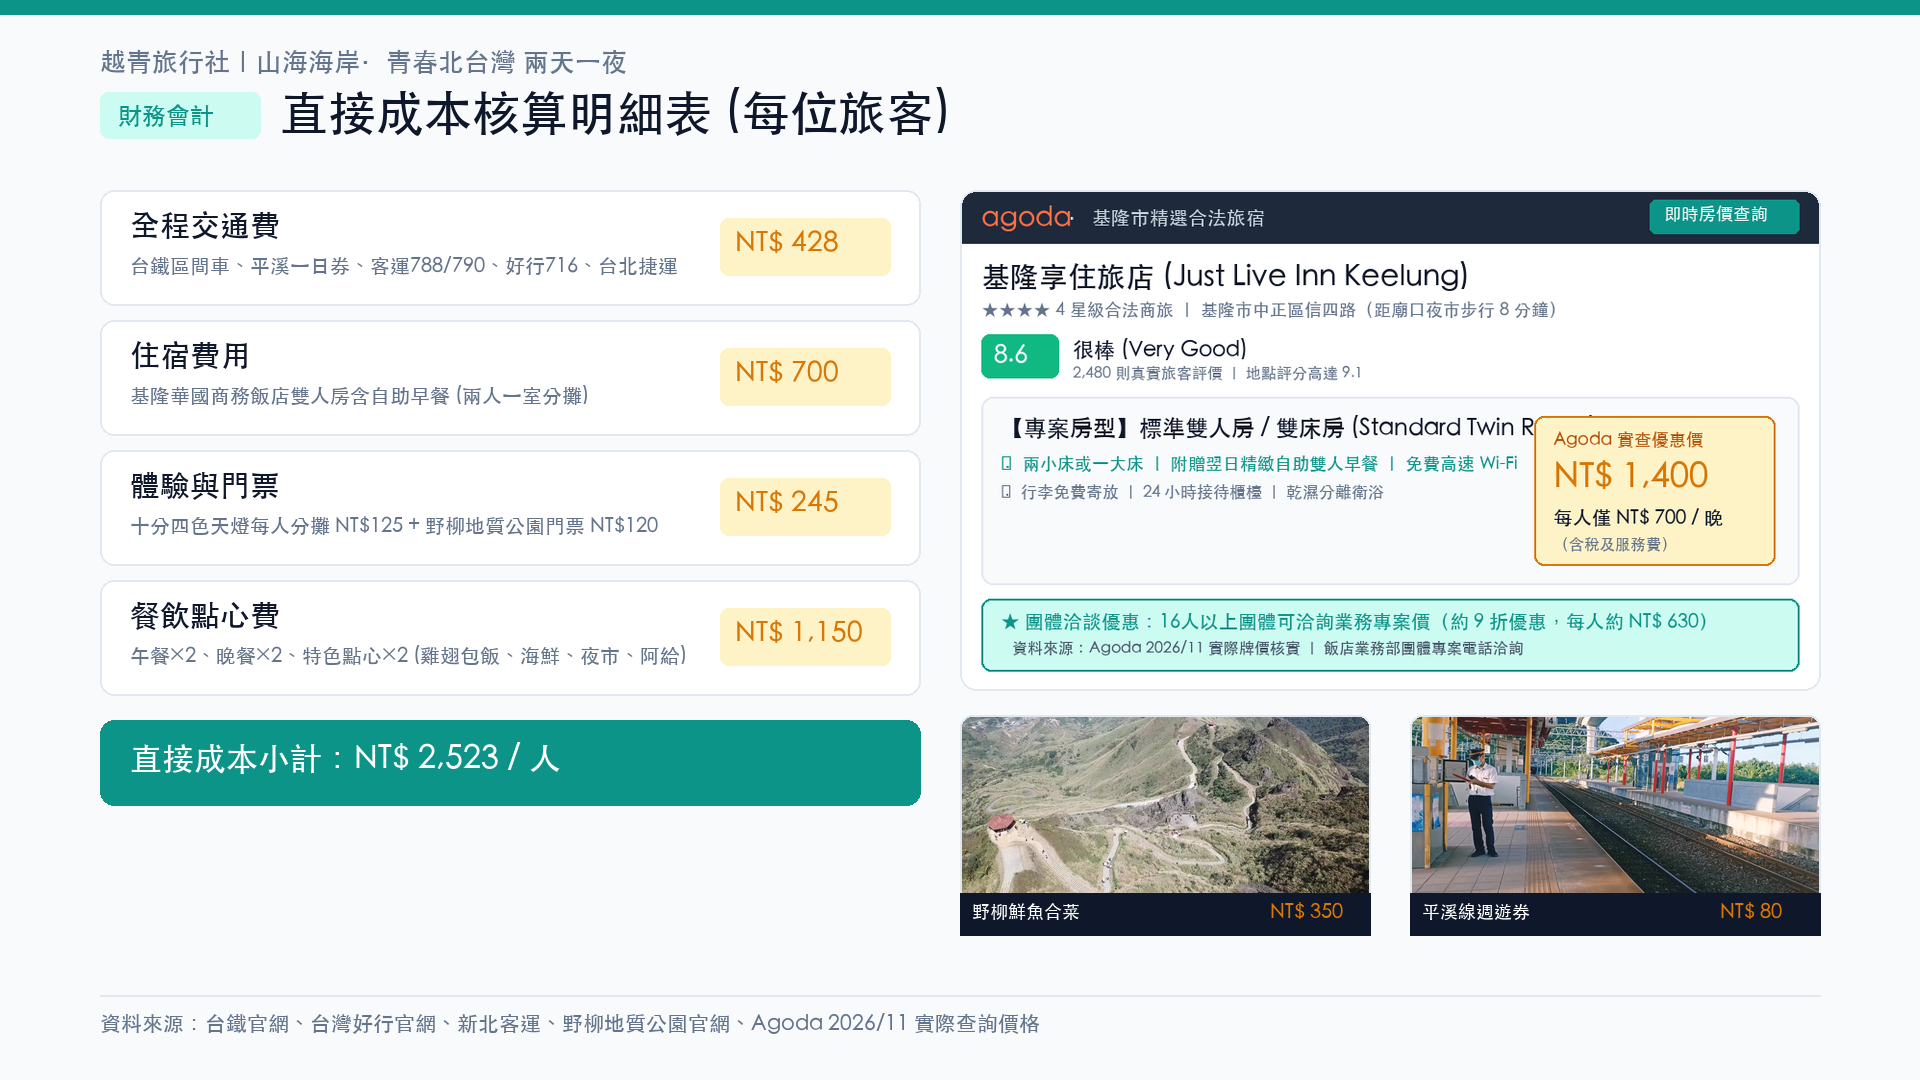 越青旅行社 | 山海海岸· 青春北台灣 兩天一夜
財務會計
直接成本核算明細表 (每位旅客)
全程交通費
台鐵區間車、平溪一日券、客運788/790、好行716、台北捷運
NT$ 428
住宿費用
基隆華國商務飯店雙人房含自助早餐 (兩人一室分攤)
NT$ 700
體驗與門票
十分四色天燈每人分攤 NT$125 + 野柳地質公園門票 NT$120
NT$ 245
餐飲點心費
午餐×2、晚餐×2、特色點心×2 (雞翅包飯、海鮮、夜市、阿給)
NT$ 1,150
直接成本小計：NT$ 2,523 / 人
agoda· 基隆市精選合法旅宿
即時房價查詢
基隆享住旅店 (Just Live Inn Keelung)
★★★★ 4 星級合法商旅 | 基隆市中正區信四路（距廟口夜市步行 8 分鐘）
8.6
很棒 (Very Good)
2,480 則真實旅客評價 | 地點評分高達 9.1
【專案房型】標準雙人房 / 雙床房 (Standard Twin
兩小床或一大床 | 附贈翌日精緻自助雙人早餐 | 免費高速 Wi-Fi
行李免費寄放 | 24 小時接待櫃檯 | 乾濕分離衛浴
Agoda 實查優惠價
NT$ 1,400
每人僅 NT$ 700 / 晚
（含稅及服務費）
★ 團體洽談優惠：16人以上團體可洽詢業務專案價（約 9 折優惠，每人約 NT$ 630）
資料來源：Agoda 2026/11 實際牌價核實 | 飯店業務部團體專案電話洽詢
野柳鮮魚合菜
NT$ 350
平溪線週遊券
NT$ 80
資料來源：台鐵官網、台灣好行官網、新北客運、野柳地質公園官網、Agoda 2026/11 實際查詢價格